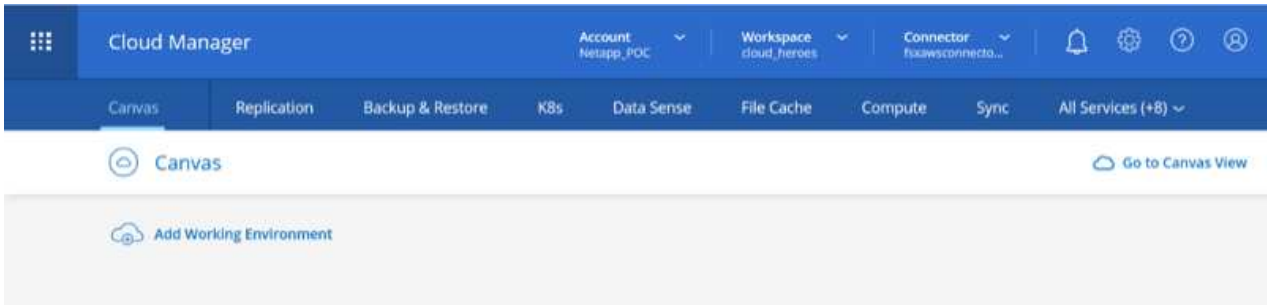 Cloud Manager
Account
Netapp_POC
Workspace
cloud_heroes
Connector
fsxawsconnecto...
Canvas
Replication
Backup & Restore
K8s
Data Sense
File Cache
Compute
Sync
All Services (+8)
Canvas
Go to Canvas View
Add Working Environment